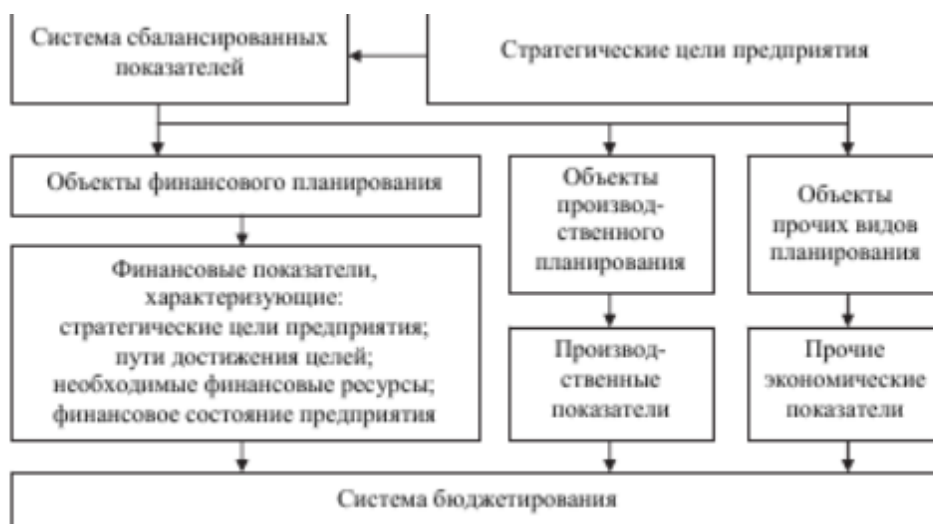 Система сбалансированных
показателей
Стратегические цели предприятия
Объекты финансового планирования
Объекты
производ-
ственного
планирования
Объекты
прочих видов
планирования
Финансовые показатели,
характеризующие:
стратегические цели предприятия;
пути достижения целей;
необходимые финансовые ресурсы;
финансовое состояние предприятия
Производ-
ственные
показатели
Прочие
экономические
показатели
Система бюджетирования